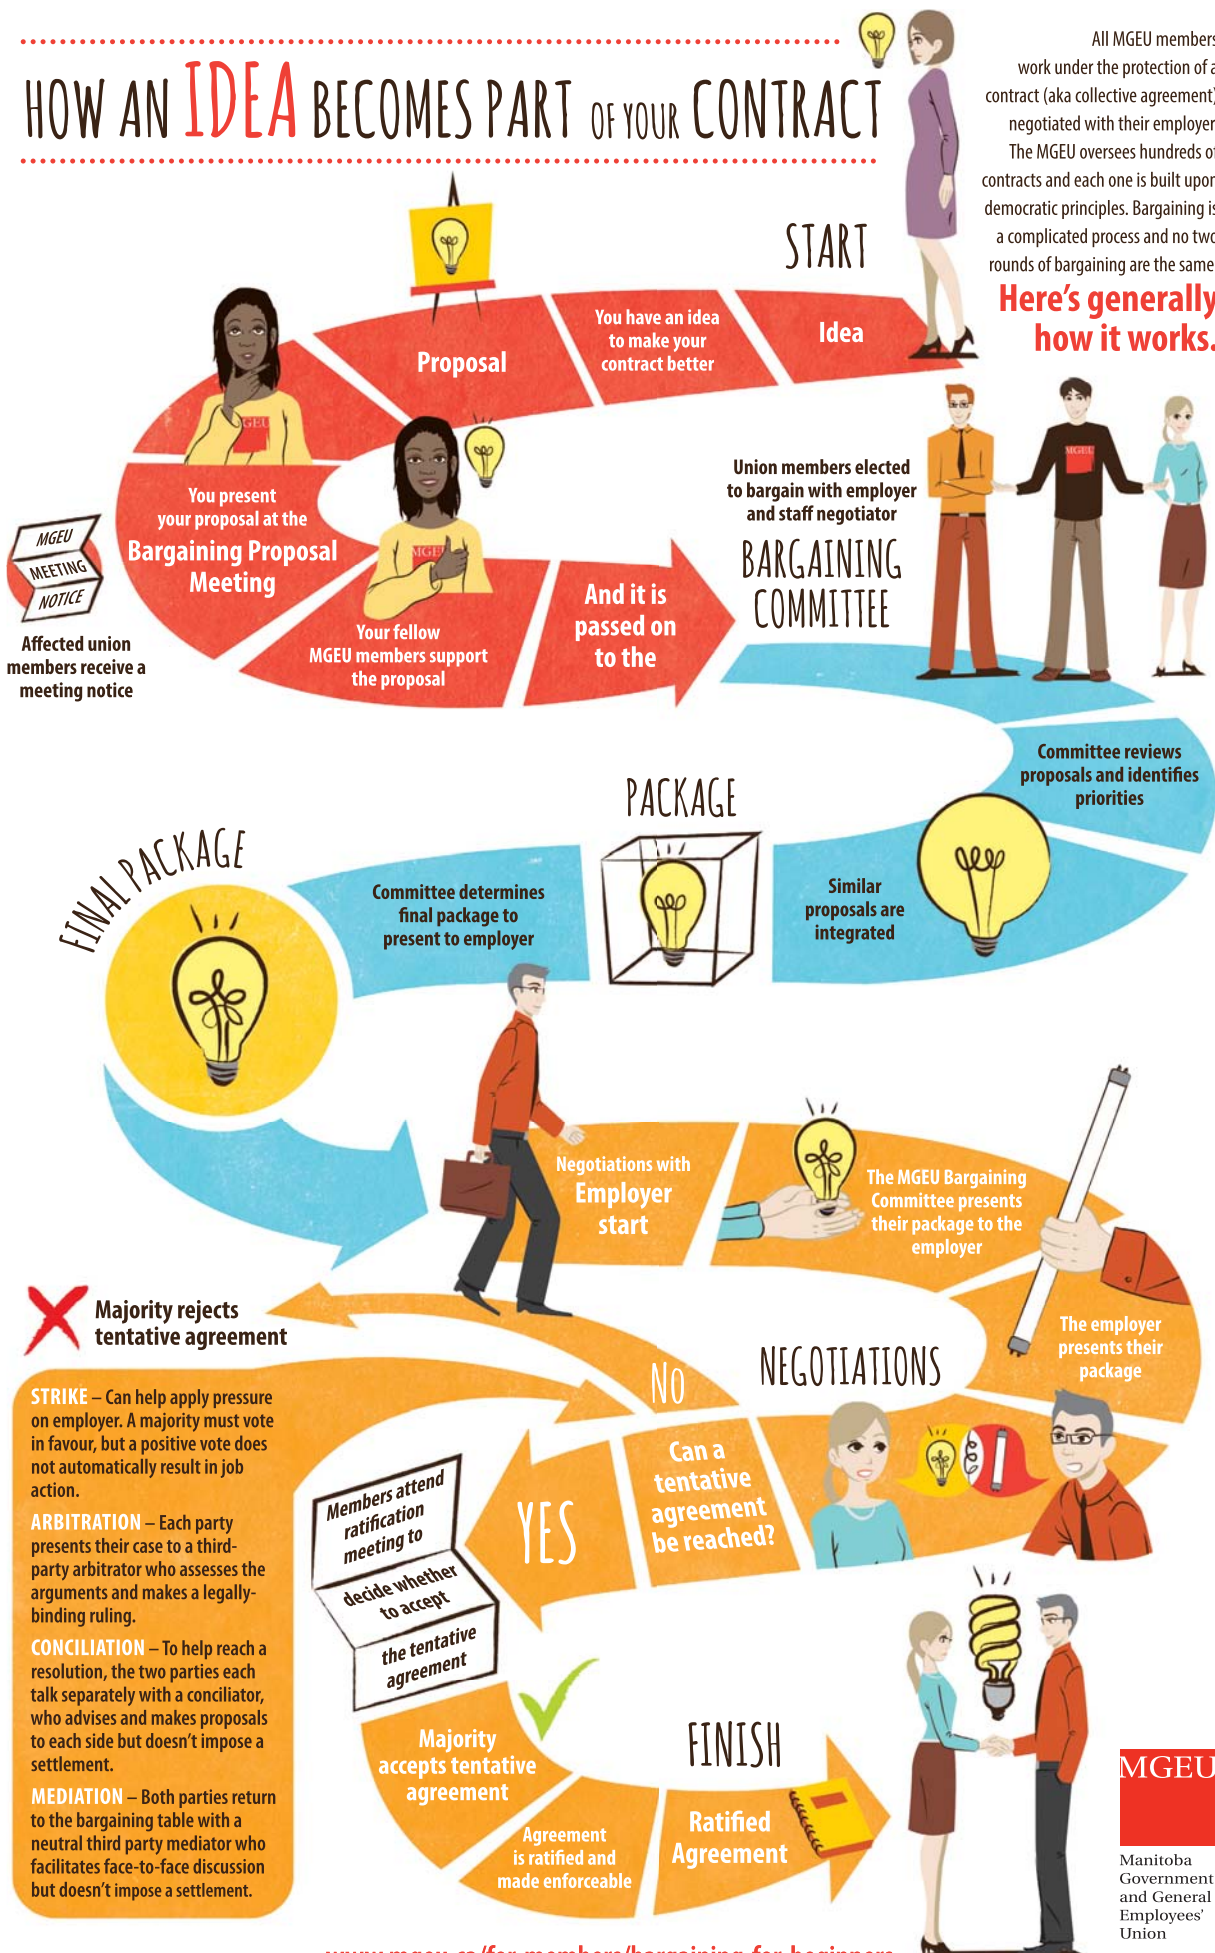 HOW AN IDEA BECOMES PART OF YOUR CONTRACT
All MGEU members
work under the protection of a
contract (aka collective agreement)
negotiated with their employer
The MGEU oversees hundreds of
contracts and each one is built upon
democratic principles. Bargaining is
a complicated process and no two
rounds of bargaining are the same
Here's generally
how it works.
START
Idea
You have an idea
to make your
contract better
Proposal
MGEU
You present
your proposal at the
Bargaining Proposal
Meeting
MGEU
MEETING
NOTICE
Affected union
members receive a
meeting notice
MGEU
Your fellow
MGEU members support
the proposal
And it is
passed on
to the
Union members elected
to bargain with employer
and staff negotiator
BARGAINING
COMMITTEE
MGEU
Committee reviews
proposals and identifies
priorities
Similar
proposals are
integrated
PACKAGE
Committee determines
final package to
present to employer
FINAL PACKAGE
Negotiations with
Employer
start
The MGEU Bargaining
Committee presents
their package to the
employer
The employer
presents their
package
NEGOTIATIONS
Can a
tentative
agreement
be reached?
NO
Majority rejects
tentative agreement
STRIKE – Can help apply pressure
on employer. A majority must vote
in favour, but a positive vote does
not automatically result in job
action.
ARBITRATION – Each party
presents their case to a third-
party arbitrator who assesses the
arguments and makes a legally-
binding ruling.
CONCILIATION – To help reach a
resolution, the two parties each
talk separately with a conciliator,
who advises and makes proposals
to each side but doesn't impose a
settlement.
MEDIATION – Both parties return
to the bargaining table with a
neutral third party mediator who
facilitates face-to-face discussion
but doesn't impose a settlement.
YES
Members attend
ratification
meeting to
decide whether
to accept
the tentative
agreement
Majority
accepts tentative
agreement
Agreement
is ratified and
made enforceable
FINISH
Ratified
Agreement
MGEU
Manitoba
Government
and General
Employees'
Union
www.mgeu.ca/for-members/bargaining-for-beginners